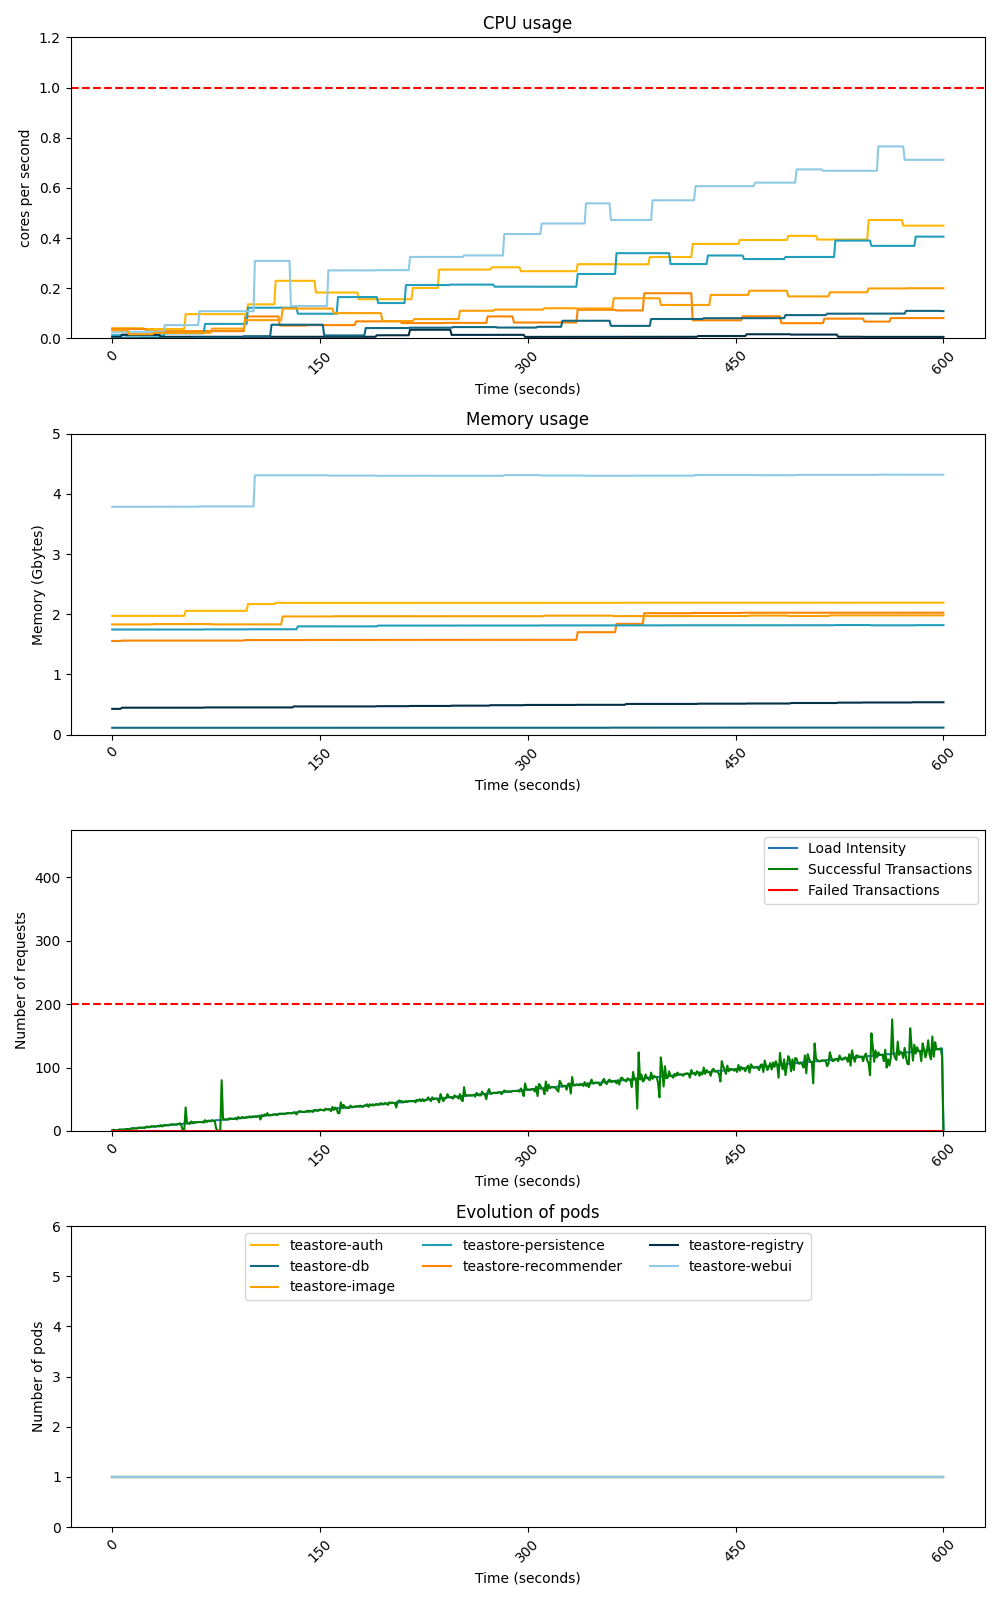 CPU usage
1.2
1.0
0.8
0.6
0.4
0.2
0.0
cores per second
0
150
300
450
600
Time (seconds)
Memory usage
5
4
3
2
1
0
Memory (Gbytes)
0
150
300
450
600
Time (seconds)
400
300
200
100
0
Number of requests
Load Intensity
Successful Transactions
Failed Transactions
0
150
300
450
600
Time (seconds)
Evolution of pods
6
5
4
3
2
1
0
Number of pods
teastore-auth
teastore-db
teastore-image
teastore-persistence
teastore-recommender
teastore-registry
teastore-webui
0
150
300
450
600
Time (seconds)